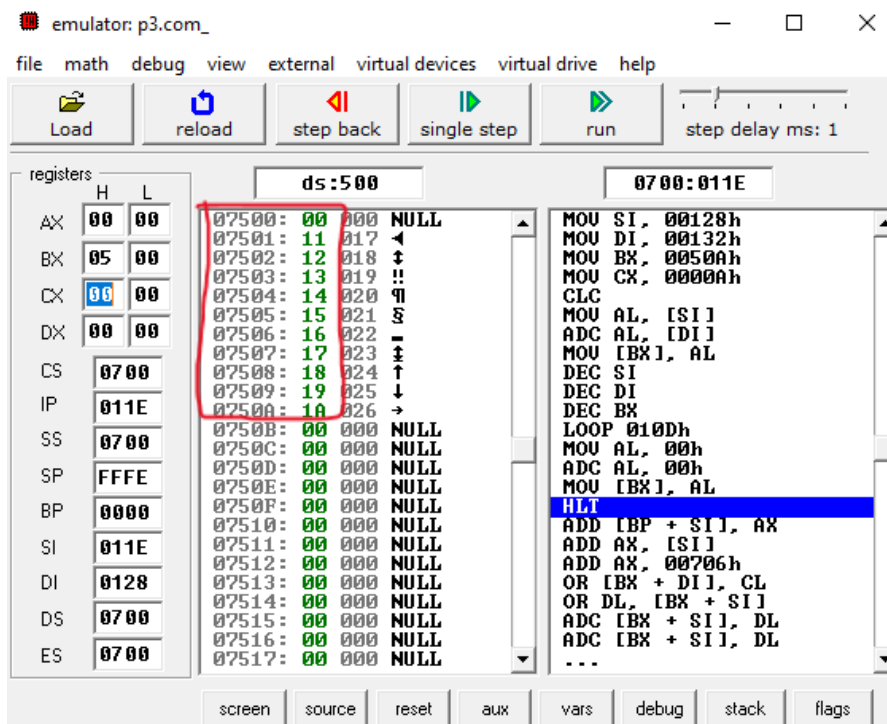 emulator: p3.com_
file math debug view external virtual devices virtual drive help
Load reload step back single step run step delay ms: 1
registers
H L
AX 00 00
BX 05 00
CX 00 00
DX 00 00
CS 0700
IP 011E
SS 0700
SP FFFE
BP 0000
SI 011E
DI 0128
DS 0700
ES 0700
ds:500
07500: 00 000 NULL
07501: 11 017 ◄
07502: 12 018 ↕
07503: 13 019 ‼
07504: 14 020 ¶
07505: 15 021 §
07506: 16 022 ▬
07507: 17 023 ↨
07508: 18 024 ↑
07509: 19 025 ↓
0750A: 1A 026 →
0750B: 00 000 NULL
0750C: 00 000 NULL
0750D: 00 000 NULL
0750E: 00 000 NULL
0750F: 00 000 NULL
07510: 00 000 NULL
07511: 00 000 NULL
07512: 00 000 NULL
07513: 00 000 NULL
07514: 00 000 NULL
07515: 00 000 NULL
07516: 00 000 NULL
07517: 00 000 NULL
0700:011E
MOV SI, 00128h
MOV DI, 00132h
MOV BX, 0050Ah
MOV CX, 0000Ah
CLC
MOV AL, [SI]
ADC AL, [DI]
MOV [BX], AL
DEC SI
DEC DI
DEC BX
LOOP 010Dh
MOV AL, 00h
ADC AL, 00h
MOV [BX], AL
HLT
ADD [BP + SI], AX
ADD AX, [SI]
ADD AX, 00706h
OR [BX + DI], CL
OR DL, [BX + SI]
ADC [BX + SI], DL
ADC [BX + SI], DL
...
screen source reset aux vars debug stack flags